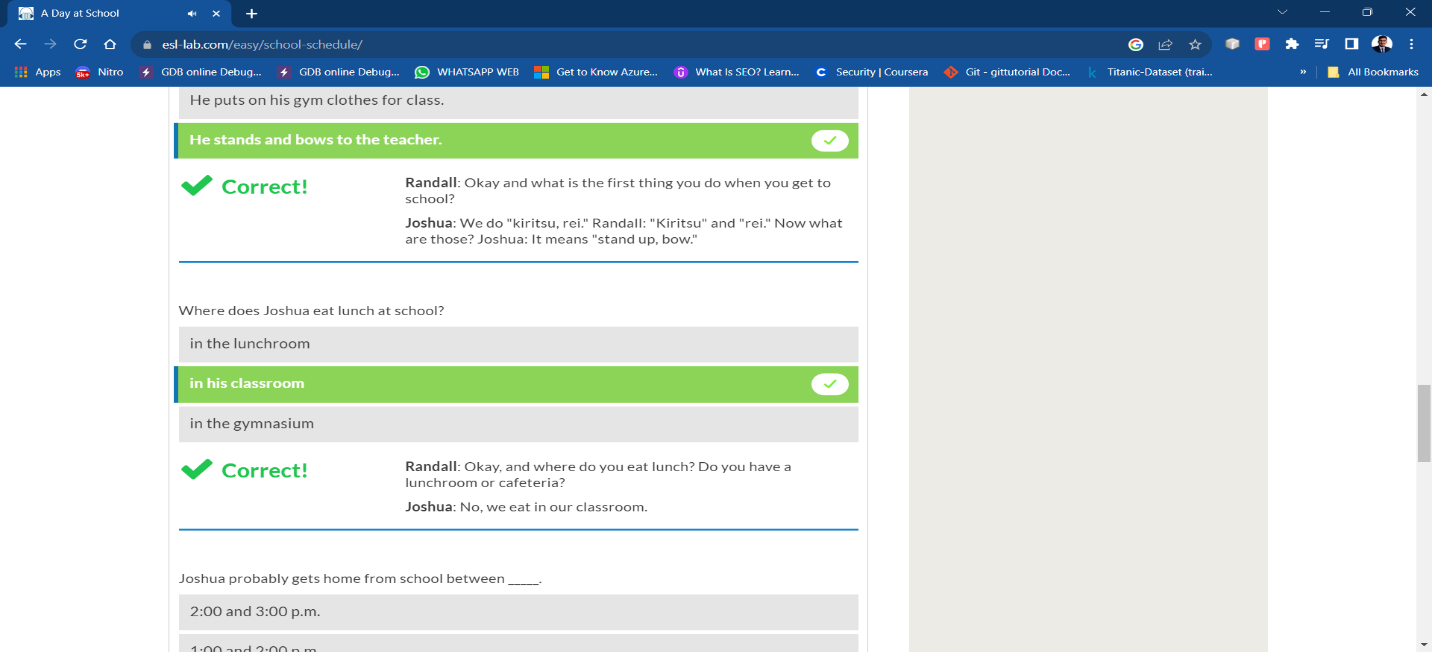 A Day at School
esl-lab.com/easy/school-schedule/
Apps Nitro GDB online Debug... GDB online Debug... WHATSAPP WEB Get to Know Azure... What Is SEO? Learn... Security | Coursera Git - gittutorial Doc... Titanic-Dataset (trai... » All Bookmarks
He puts on his gym clothes for class.
He stands and bows to the teacher.
Correct!
Randall: Okay and what is the first thing you do when you get to
school?
Joshua: We do "kiritsu, rei." Randall: "Kiritsu" and "rei." Now what
are those? Joshua: It means "stand up, bow."
Where does Joshua eat lunch at school?
in the lunchroom
in his classroom
in the gymnasium
Correct!
Randall: Okay, and where do you eat lunch? Do you have a
lunchroom or cafeteria?
Joshua: No, we eat in our classroom.
Joshua probably gets home from school between _____.
2:00 and 3:00 p.m.
1:00 and 2:00 p.m.